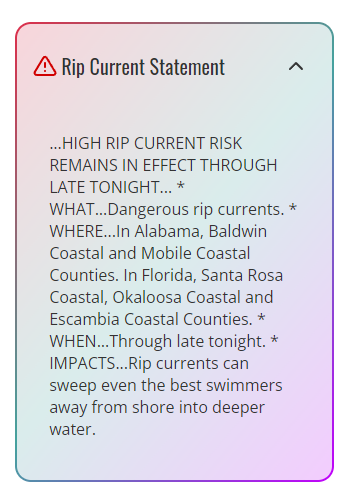 Rip Current Statement
...HIGH RIP CURRENT RISK
REMAINS IN EFFECT THROUGH
LATE TONIGHT... *
WHAT...Dangerous rip currents. *
WHERE...In Alabama, Baldwin
Coastal and Mobile Coastal
Counties. In Florida, Santa Rosa
Coastal, Okaloosa Coastal and
Escambia Coastal Counties. *
WHEN...Through late tonight. *
IMPACTS...Rip currents can
sweep even the best swimmers
away from shore into deeper
water.